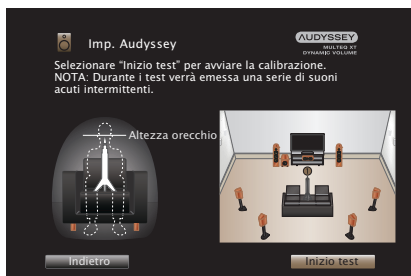 Imp. Audyssey
AUDYSSEY
MULTEQ XT
DYNAMIC VOLUME
Selezionare “Inizio test” per avviare la calibrazione.
NOTA: Durante i test verrà emessa una serie di suoni
acuti intermittenti.
Altezza orecchio
Indietro
Inizio test